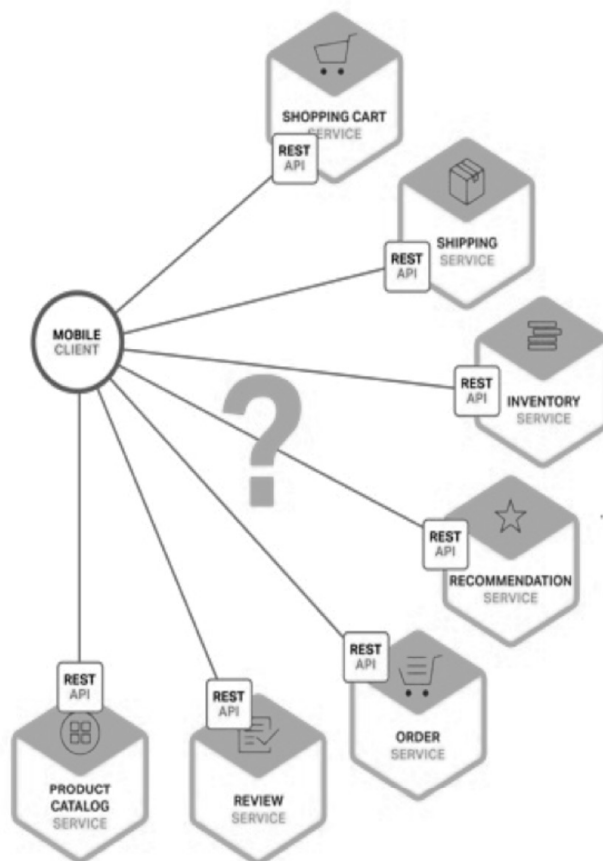 SHOPPING CART
SERVICE
REST
API
SHIPPING
SERVICE
REST
API
MOBILE
CLIENT
INVENTORY
SERVICE
REST
API
?
RECOMMENDATION
SERVICE
REST
API
ORDER
SERVICE
REST
API
REVIEW
SERVICE
REST
API
PRODUCT
CATALOG
SERVICE
REST
API